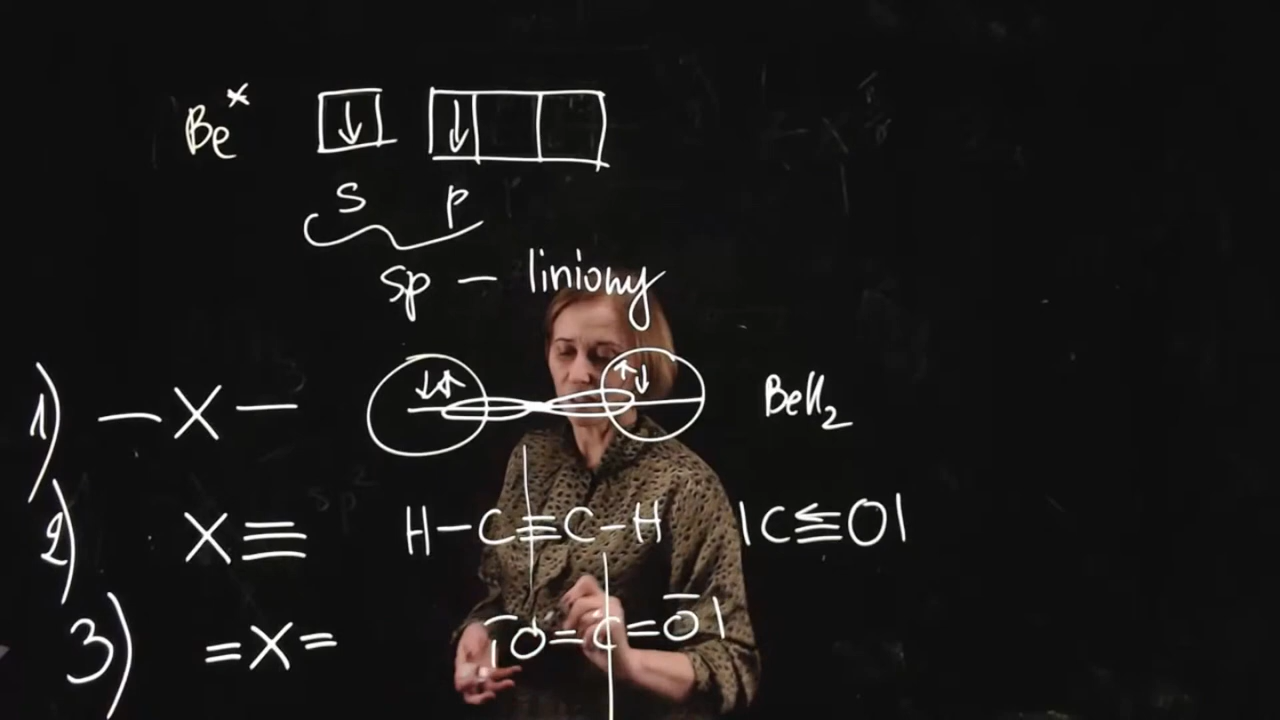 Be*
↓ ↓
s p
sp – liniowy
1) –X– ↓↑ ↑↓ BeH₂
2) X≡ H–C≡C–H |C≡O|
3) =X= |O̅=C=O̅|